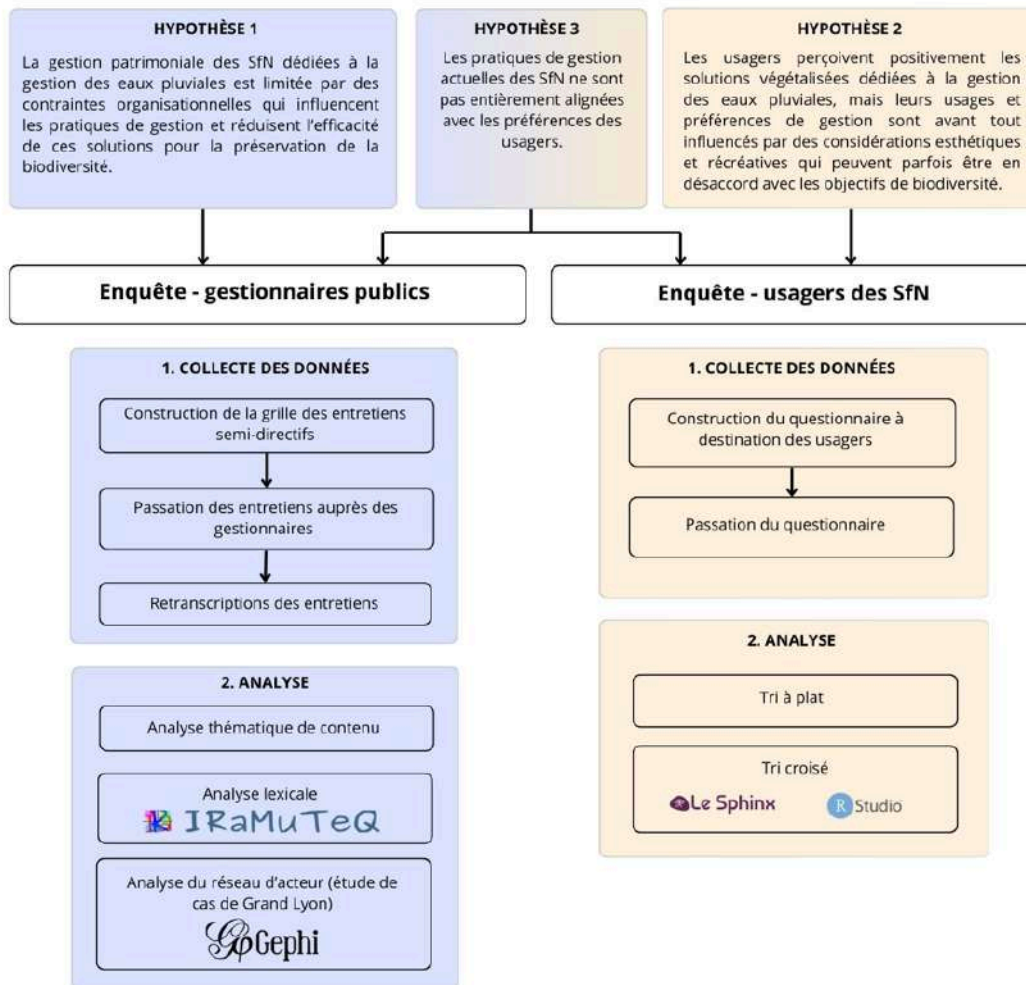 HYPOTHÈSE 1
La gestion patrimoniale des SfN dédiées à la
gestion des eaux pluviales est limitée par des
contraintes organisationnelles qui influencent
les pratiques de gestion et réduisent l'efficacité
de ces solutions pour la préservation de la
biodiversité.
HYPOTHÈSE 3
Les pratiques de gestion
actuelles des SfN ne sont
pas entièrement alignées
avec les préférences des
usagers.
HYPOTHÈSE 2
Les usagers perçoivent positivement les
solutions végétalisées dédiées à la gestion
des eaux pluviales, mais leurs usages et
préférences de gestion sont avant tout
influencés par des considérations esthétiques
et récréatives qui peuvent parfois être en
désaccord avec les objectifs de biodiversité.
Enquête - gestionnaires publics
1. COLLECTE DES DONNÉES
Construction de la grille des entretiens
semi-directifs
Passation des entretiens auprès des
gestionnaires
Retranscriptions des entretiens
2. ANALYSE
Analyse thématique de contenu
Analyse lexicale
IRaMuTeQ
Analyse du réseau d'acteur (étude de
cas de Grand Lyon)
Gephi
Enquête - usagers des SfN
1. COLLECTE DES DONNÉES
Construction du questionnaire à
destination des usagers
Passation du questionnaire
2. ANALYSE
Tri à plat
Tri croisé
Le Sphinx
R Studio